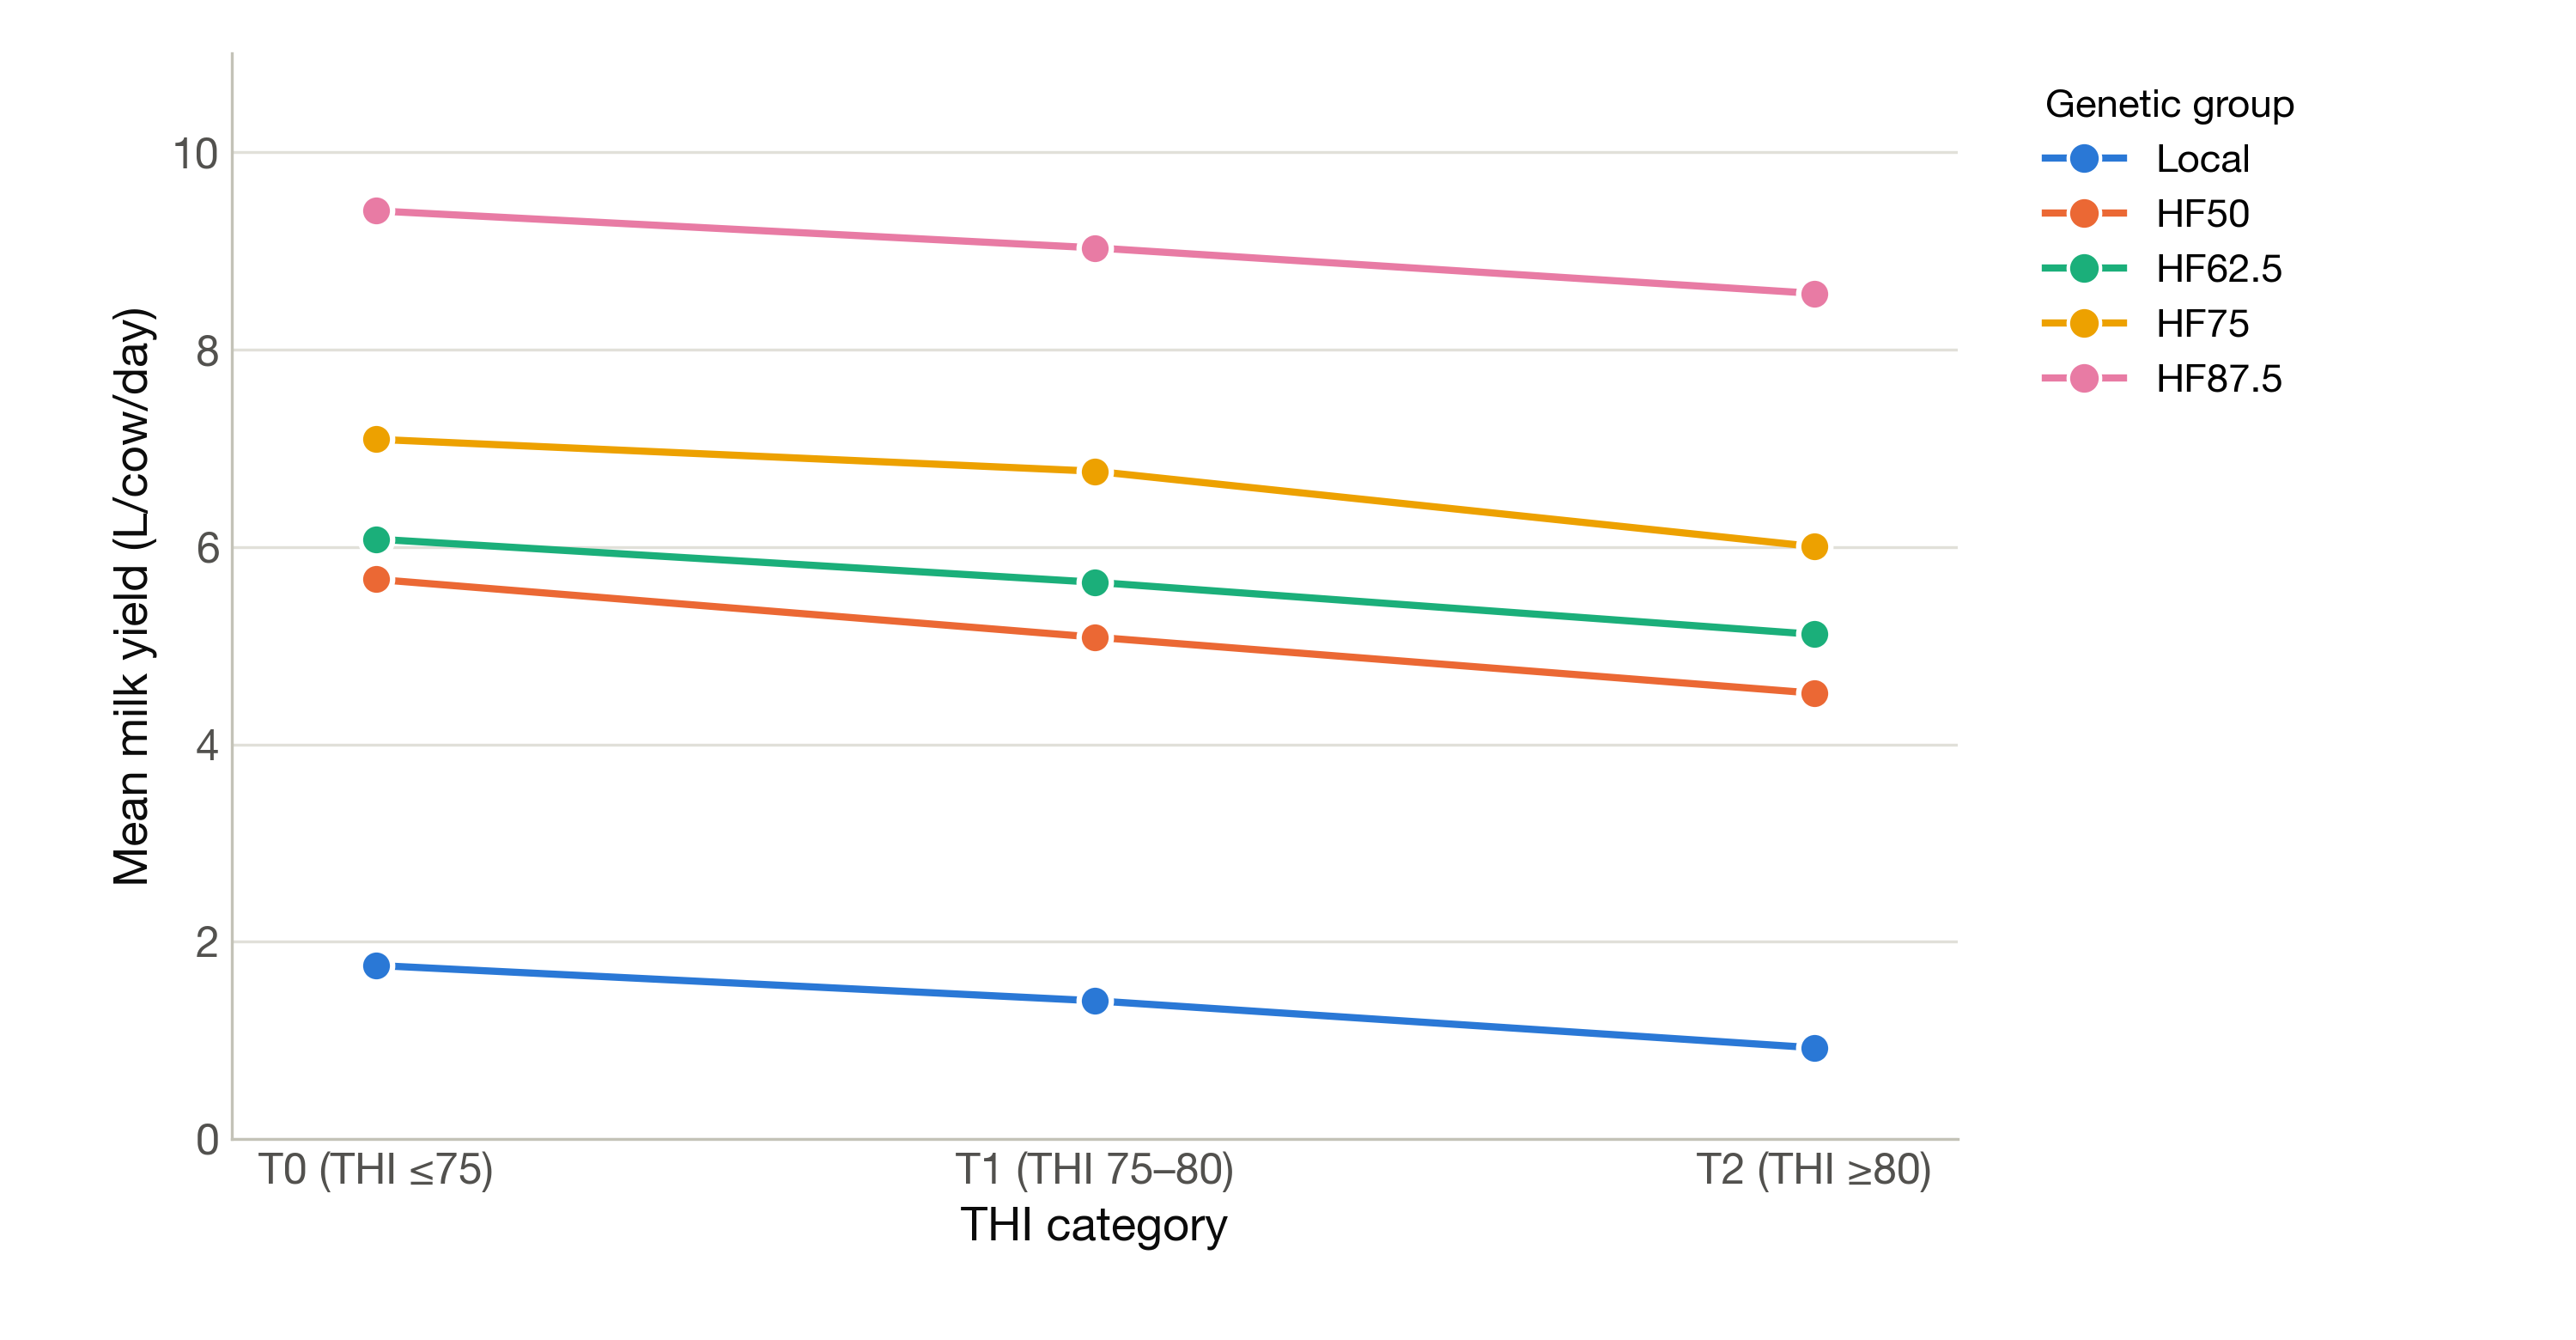 Mean milk yield (L/cow/day)
10
8
6
4
2
0
T0 (THI ≤75)
T1 (THI 75–80)
T2 (THI ≥80)
THI category
Genetic group
Local
HF50
HF62.5
HF75
HF87.5